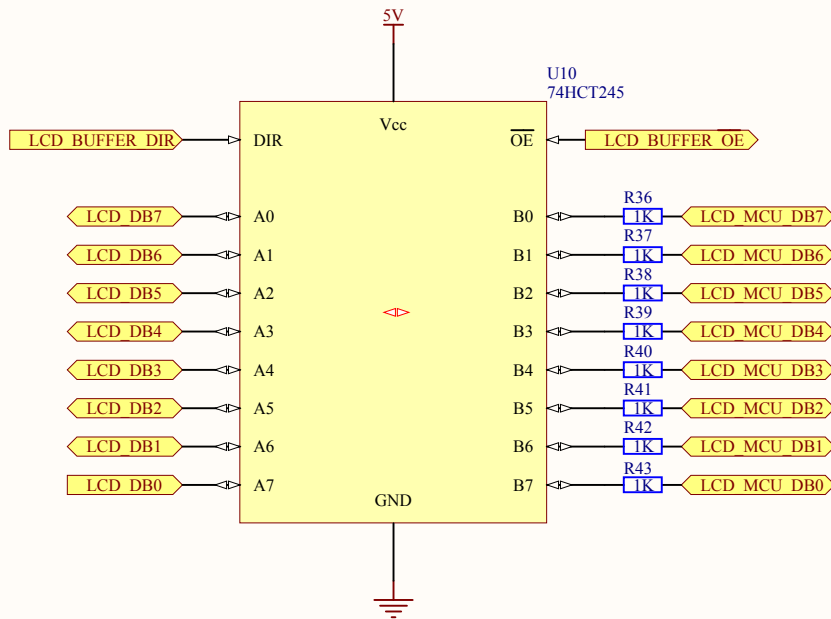 5V
U10
74HCT245
Vcc
LCD_BUFFER_DIR DIR OE LCD_BUFFER_OE
R36
LCD_DB7 A0 B0 1K LCD_MCU_DB7
R37
LCD_DB6 A1 B1 1K LCD_MCU_DB6
R38
LCD_DB5 A2 B2 1K LCD_MCU_DB5
R39
LCD_DB4 A3 B3 1K LCD_MCU_DB4
R40
LCD_DB3 A4 B4 1K LCD_MCU_DB3
R41
LCD_DB2 A5 B5 1K LCD_MCU_DB2
R42
LCD_DB1 A6 B6 1K LCD_MCU_DB1
R43
LCD_DB0 A7 B7 1K LCD_MCU_DB0
GND